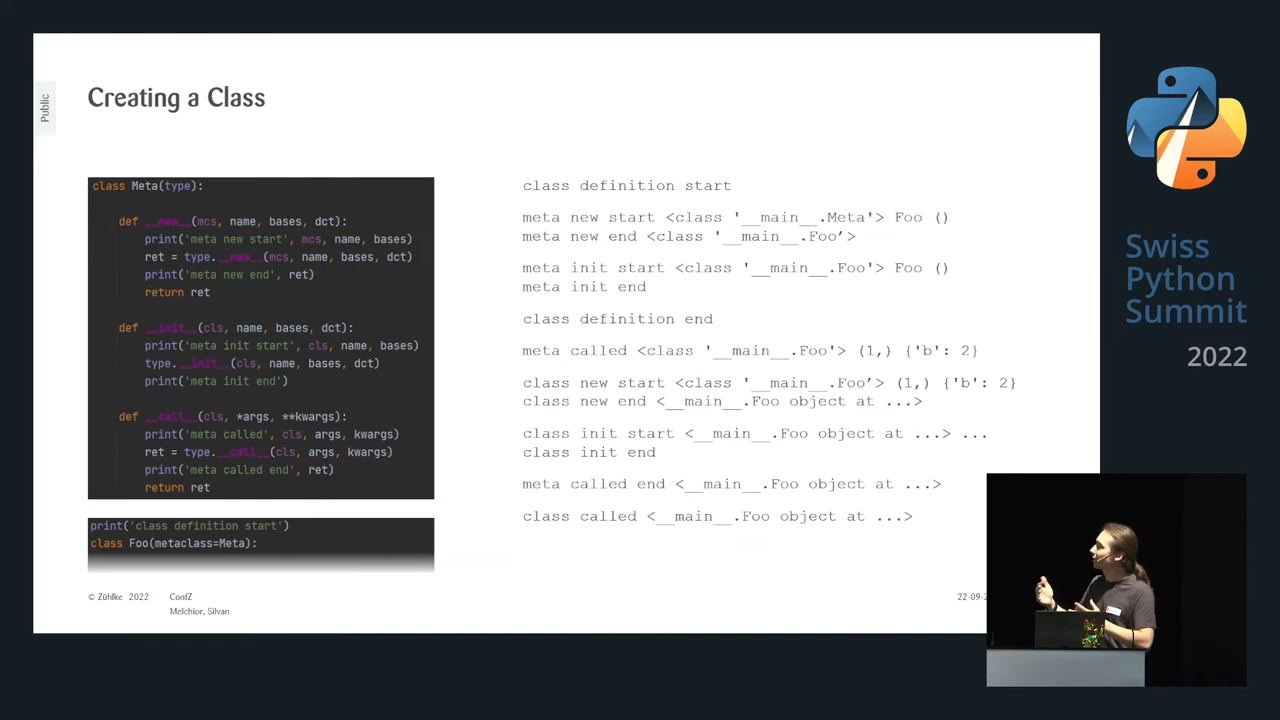 Public
Creating a Class
class Meta(type):
def __new__(mcs, name, bases, dct):
print('meta new start', mcs, name, bases)
ret = type.__new__(mcs, name, bases, dct)
print('meta new end', ret)
return ret
def __init__(cls, name, bases, dct):
print('meta init start', cls, name, bases)
type.__init__(cls, name, bases, dct)
print('meta init end')
def __call__(cls, *args, **kwargs):
print('meta called', cls, args, kwargs)
ret = type.__call__(cls, args, kwargs)
print('meta called end', ret)
return ret
print('class definition start')
class Foo(metaclass=Meta):
class definition start
meta new start <class '__main__.Meta'> Foo ()
meta new end <class '__main__.Foo’>
meta init start <class '__main__.Foo'> Foo ()
meta init end
class definition end
meta called <class '__main__.Foo'> (1,) {'b': 2}
class new start <class '__main__.Foo’> (1,) {'b': 2}
class new end <__main__.Foo object at ...>
class init start <__main__.Foo object at ...> ...
class init end
meta called end <__main__.Foo object at ...>
class called <__main__.Foo object at ...>
© Zühlke 2022
ConfZ
Melchior, Silvan
22-09-2
Swiss
Python
Summit
2022